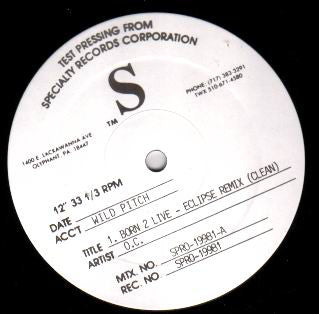 TEST PRESSING FROM
SPECIALTY RECORDS CORPORATION
S
TM
PHONE: (717) 383-3291
TWX 510-671-4580
1400 E. LACKAWANNA AVE
OLYPHANT, PA 18447
12" 33 1/3 RPM
DATE
ACC'T WILD PITCH
TITLE 1. BORN 2 LIVE - ECLIPSE REMIX (CLEAN)
ARTIST O.C.
MTX. NO. SPRO-19981-A
REC. NO. SPRO-19981